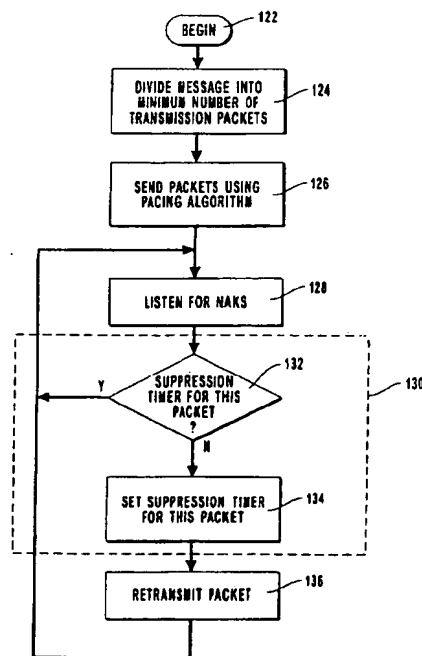 BEGIN
122
DIVIDE MESSAGE INTO
MINIMUM NUMBER OF
TRANSMISSION PACKETS
124
SEND PACKETS USING
PACING ALGORITHM
126
LISTEN FOR NAKS
128
130
132
Y
SUPPRESSION
TIMER FOR THIS
PACKET
?
N
SET SUPPRESSION TIMER
FOR THIS PACKET
134
RETRANSMIT PACKET
136